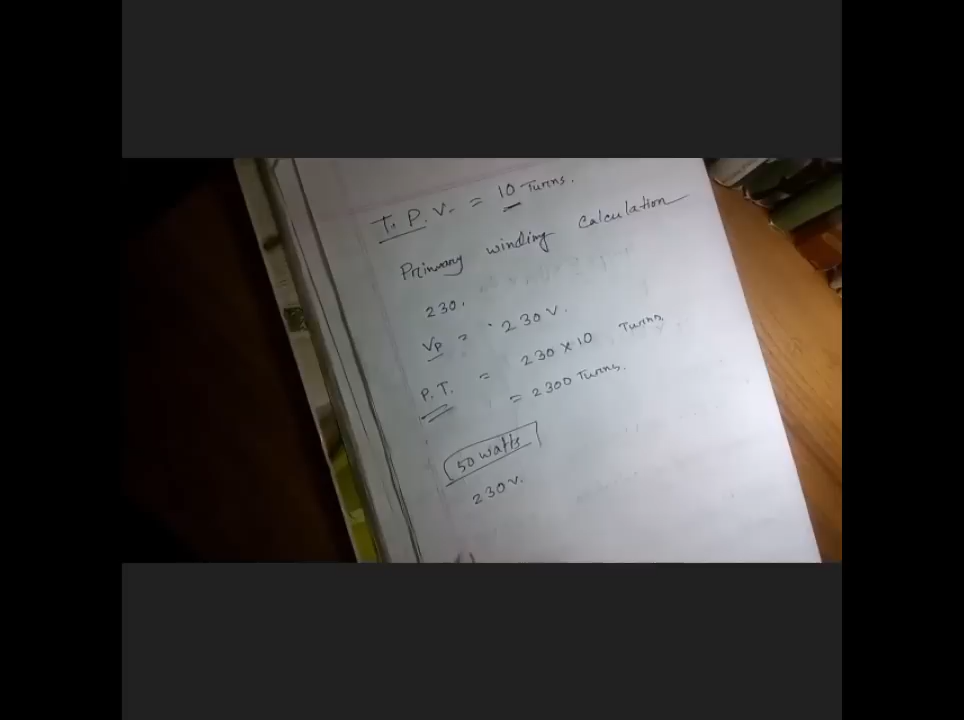 T. P. V. = 10 Turns.
Primary winding Calculation
230.
VP = 230 V.
P.T. = 230 × 10 Turns
= 2300 Turns.
50 watts
230 V.